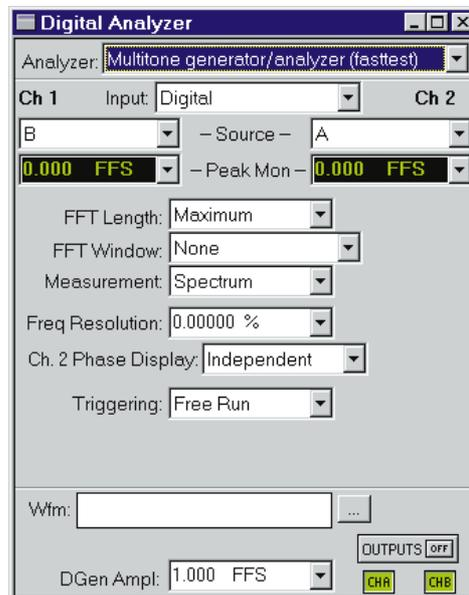 Digital Analyzer
Analyzer: Multitone generator/analyzer (fasttest)
Ch 1 Input: Digital Ch 2
B – Source – A
0.000 FFS – Peak Mon – 0.000 FFS
FFT Length: Maximum
FFT Window: None
Measurement: Spectrum
Freq Resolution: 0.00000 %
Ch. 2 Phase Display: Independent
Triggering: Free Run
Wfm: ...
OUTPUTS OFF
DGen Ampl: 1.000 FFS CHA CHB